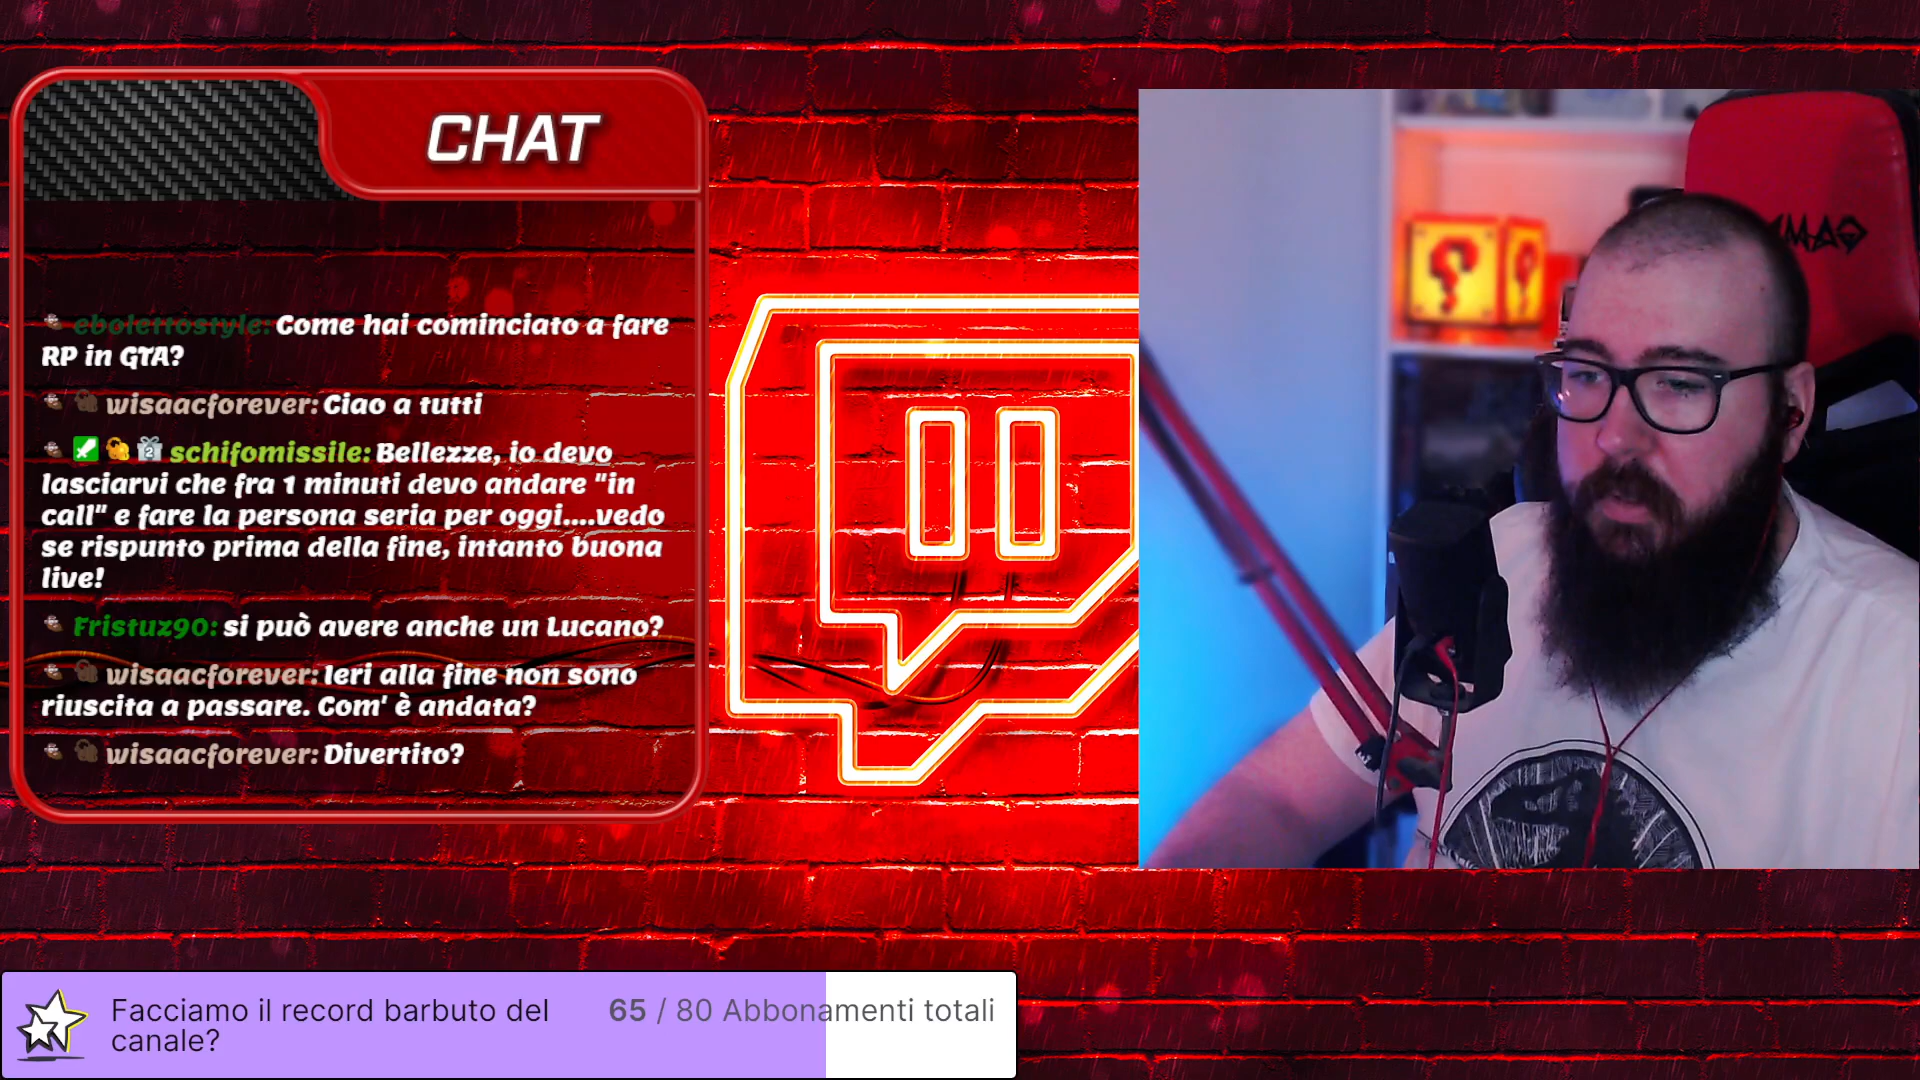 CHAT
ebolettostyle: Come hai cominciato a fare
RP in GTA?
wisaacforever: Ciao a tutti
schifomissile: Bellezze, io devo
lasciarvi che fra 1 minuti devo andare "in
call" e fare la persona seria per oggi....vedo
se rispunto prima della fine, intanto buona
live!
Fristuz90: si può avere anche un Lucano?
wisaacforever: Ieri alla fine non sono
riuscita a passare. Com' è andata?
wisaacforever: Divertito?
Facciamo il record barbuto del
canale?
65 / 80 Abbonamenti totali